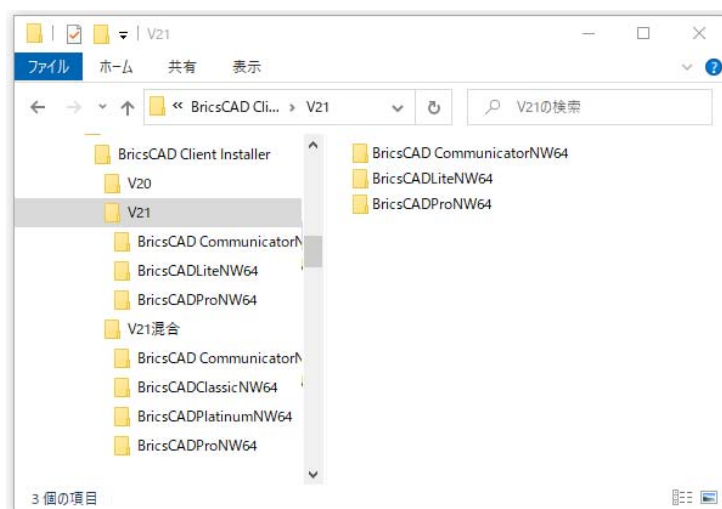 V21
ファイル ホーム 共有 表示
« BricsCAD Cli... › V21 V21の検索
BricsCAD Client Installer
V20
V21
BricsCAD CommunicatorN
BricsCADLiteNW64
BricsCADProNW64
V21混合
BricsCAD CommunicatorN
BricsCADClassicNW64
BricsCADPlatinumNW64
BricsCADProNW64
BricsCAD CommunicatorNW64
BricsCADLiteNW64
BricsCADProNW64
3 個の項目